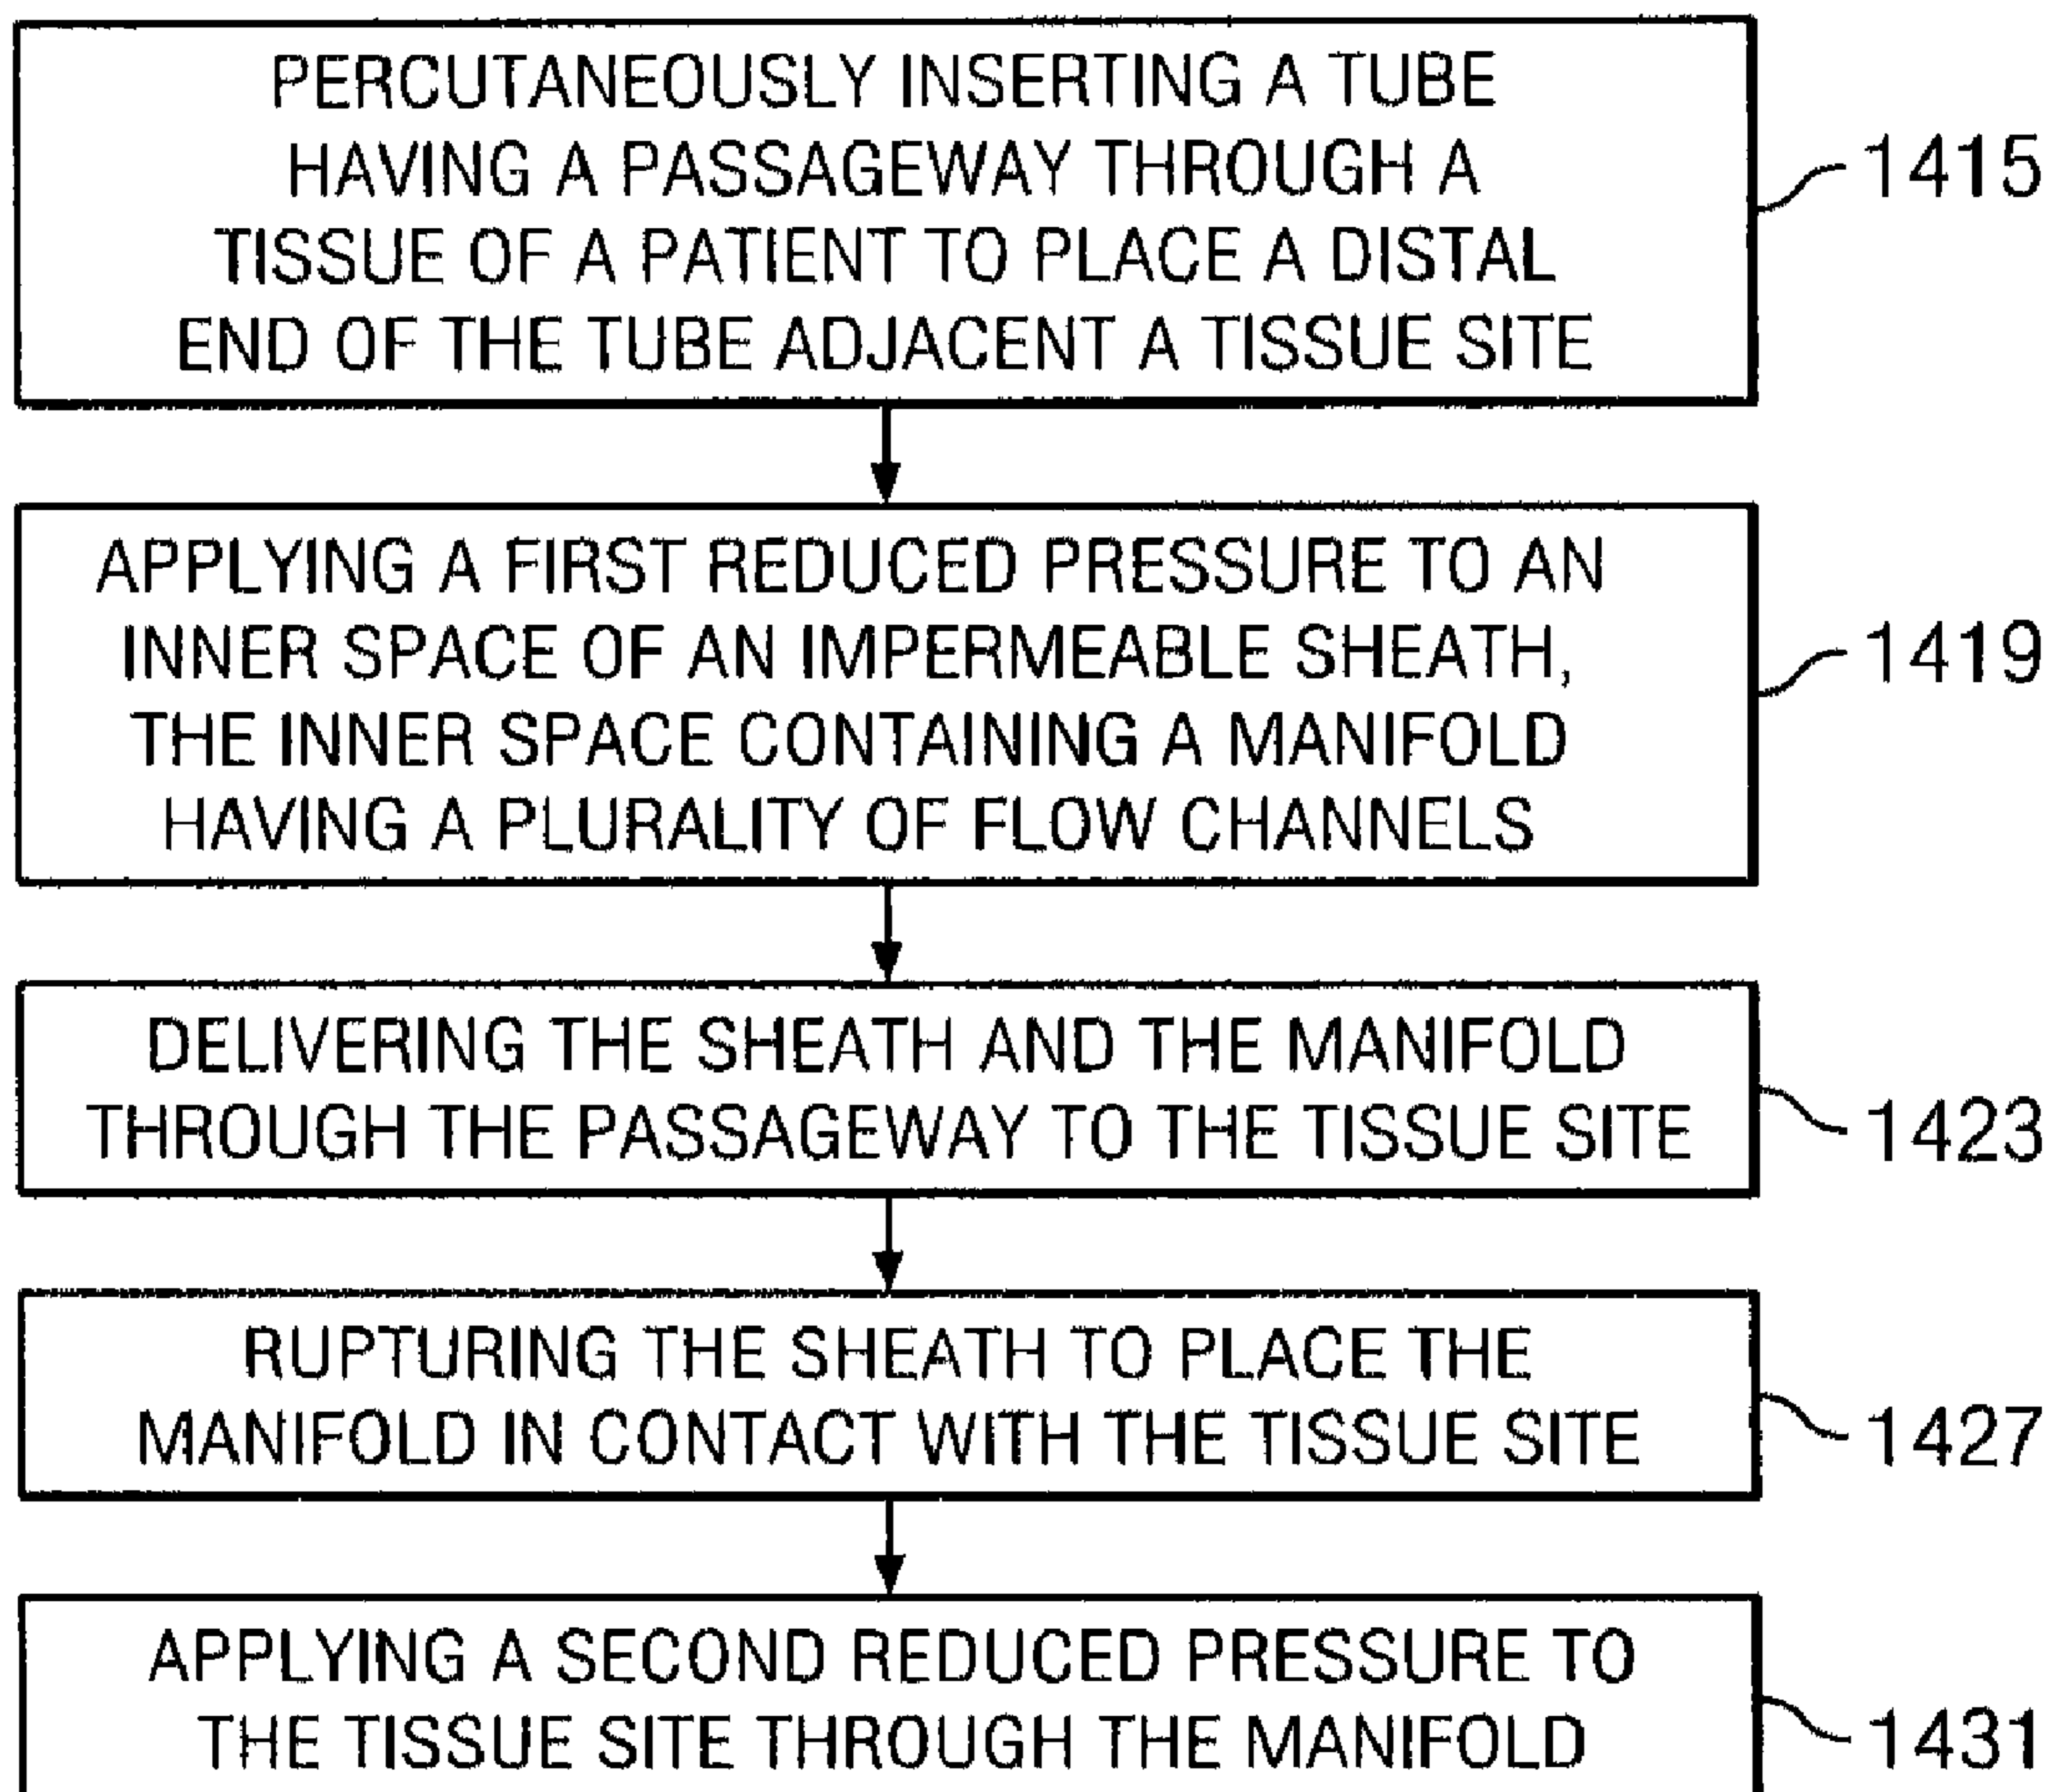 PERCUTANEOUSLY INSERTING A TUBE
HAVING A PASSAGEWAY THROUGH A
TISSUE OF A PATIENT TO PLACE A DISTAL
END OF THE TUBE ADJACENT A TISSUE SITE
1415
APPLYING A FIRST REDUCED PRESSURE TO AN
INNER SPACE OF AN IMPERMEABLE SHEATH,
THE INNER SPACE CONTAINING A MANIFOLD
HAVING A PLURALITY OF FLOW CHANNELS
1419
DELIVERING THE SHEATH AND THE MANIFOLD
THROUGH THE PASSAGEWAY TO THE TISSUE SITE
1423
RUPTURING THE SHEATH TO PLACE THE
MANIFOLD IN CONTACT WITH THE TISSUE SITE
1427
APPLYING A SECOND REDUCED PRESSURE TO
THE TISSUE SITE THROUGH THE MANIFOLD
1431